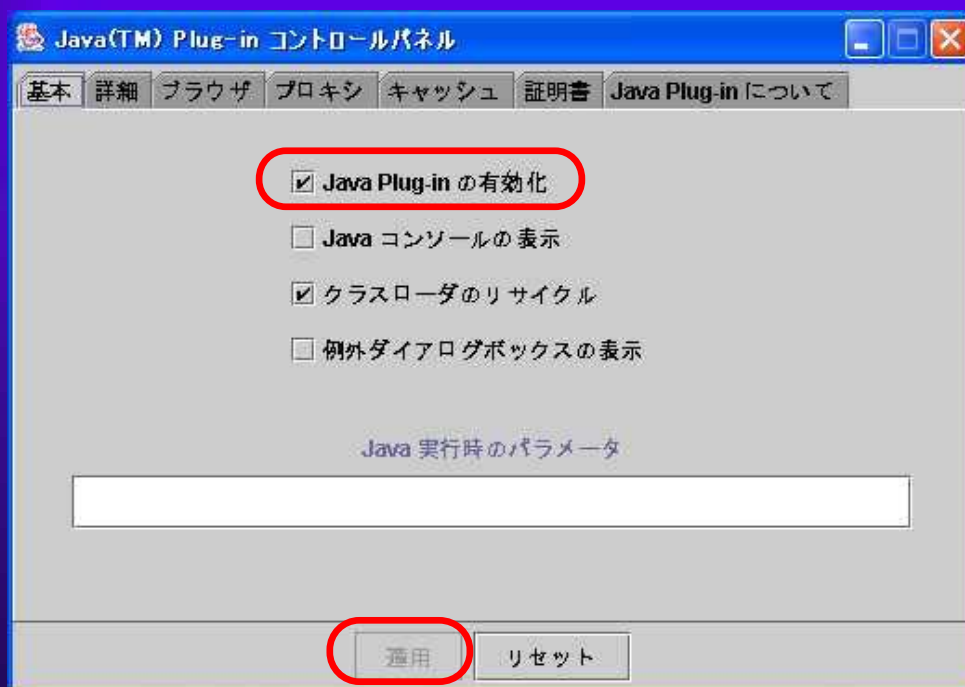 Java(TM) Plug-in コントロールパネル
基本 詳細 ブラウザ プロキシ キャッシュ 証明書 Java Plug-in について
Java Plug-in の有効化
Java コンソールの表示
クラスローダのリサイクル
例外ダイアログボックスの表示
Java 実行時のパラメータ
適用 リセット